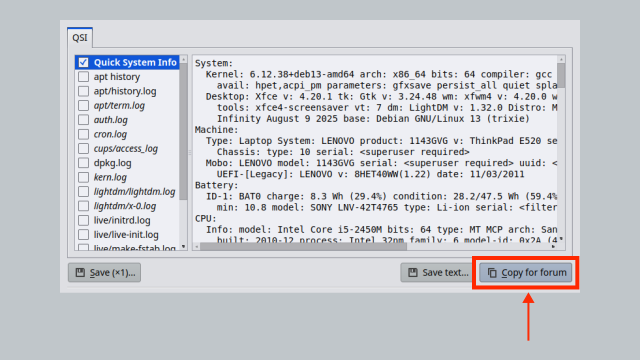 QSI
Quick System Info
apt history
apt/history.log
apt/term.log
auth.log
cron.log
cups/access_log
dpkg.log
kern.log
lightdm/lightdm.log
lightdm/x-0.log
live/initrd.log
live/live-init.log
live/make-fstab.log
System:
Kernel: 6.12.38+deb13-amd64 arch: x86_64 bits: 64 compiler: gcc
avail: hpet,acpi_pm parameters: gfxsave persist_all quiet spla
Desktop: Xfce v: 4.20.1 tk: Gtk v: 3.24.48 wm: xfwm4 v: 4.20.0 w
tools: xfce4-screensaver vt: 7 dm: LightDM v: 1.32.0 Distro: M
Infinity August 9 2025 base: Debian GNU/Linux 13 (trixie)
Machine:
Type: Laptop System: LENOVO product: 1143GVG v: ThinkPad E520 se
Chassis: type: 10 serial: <superuser required>
Mobo: LENOVO model: 1143GVG serial: <superuser required> uuid: <
UEFI-[Legacy]: LENOVO v: 8HET40WW(1.22) date: 11/03/2011
Battery:
ID-1: BAT0 charge: 8.3 Wh (29.4%) condition: 28.2/47.5 Wh (59.4%
min: 10.8 model: SONY LNV-42T4765 type: Li-ion serial: <filter
CPU:
Info: model: Intel Core i5-2450M bits: 64 type: MT MCP arch: San
built: 2010-12 process: Intel 32nm family: 6 model-id: 0x2A (4
Save (×1)...
Save text...
Copy for forum